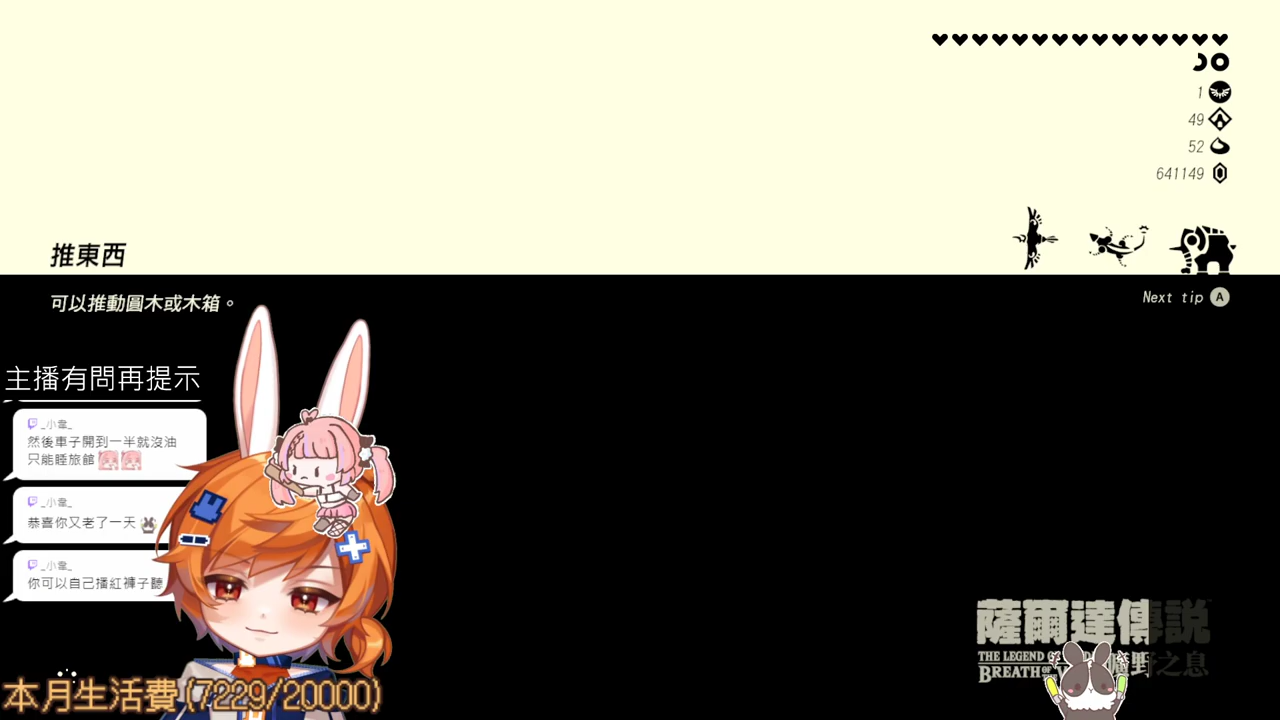 1
49
52
641149
推東西
可以推動圓木或木箱。
Next tip A
主播有問再提示
_小韋_
然後車子開到一半就沒油
只能睡旅館
_小韋_
恭喜你又老了一天
_小韋_
你可以自己播紅褲子聽
薩爾達傳說
THE LEGEND
BREATH OF
曠野之息
本月生活費(7229/20000)